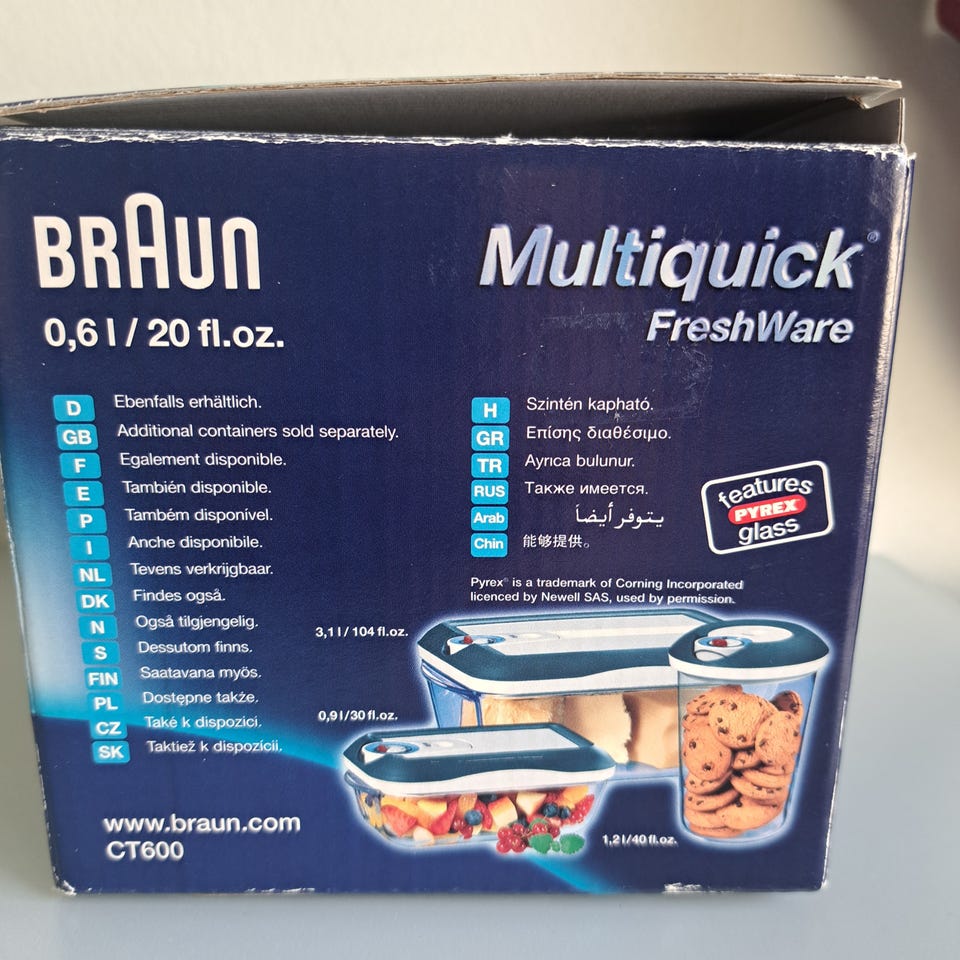 BRAUN
0,6 l / 20 fl.oz.
Multiquick®
FreshWare
D Ebenfalls erhältlich.
GB Additional containers sold separately.
F Egalement disponible.
E También disponible.
P Também disponível.
I Anche disponibile.
NL Tevens verkrijgbaar.
DK Findes også.
N Også tilgjengelig.
S Dessutom finns.
FIN Saatavana myös.
PL Dostępne także.
CZ Také k dispozici.
SK Taktiež k dispozícii.
H Szintén kapható.
GR Επίσης διαθέσιμο.
TR Ayrıca bulunur.
RUS Также имеется.
Arab يتوفر أيضاً
Chin 能够提供。
features
PYREX
glass
Pyrex® is a trademark of Corning Incorporated
licenced by Newell SAS, used by permission.
3,1 l / 104 fl.oz.
0,9 l / 30 fl.oz.
1,2 l / 40 fl.oz.
www.braun.com
CT600